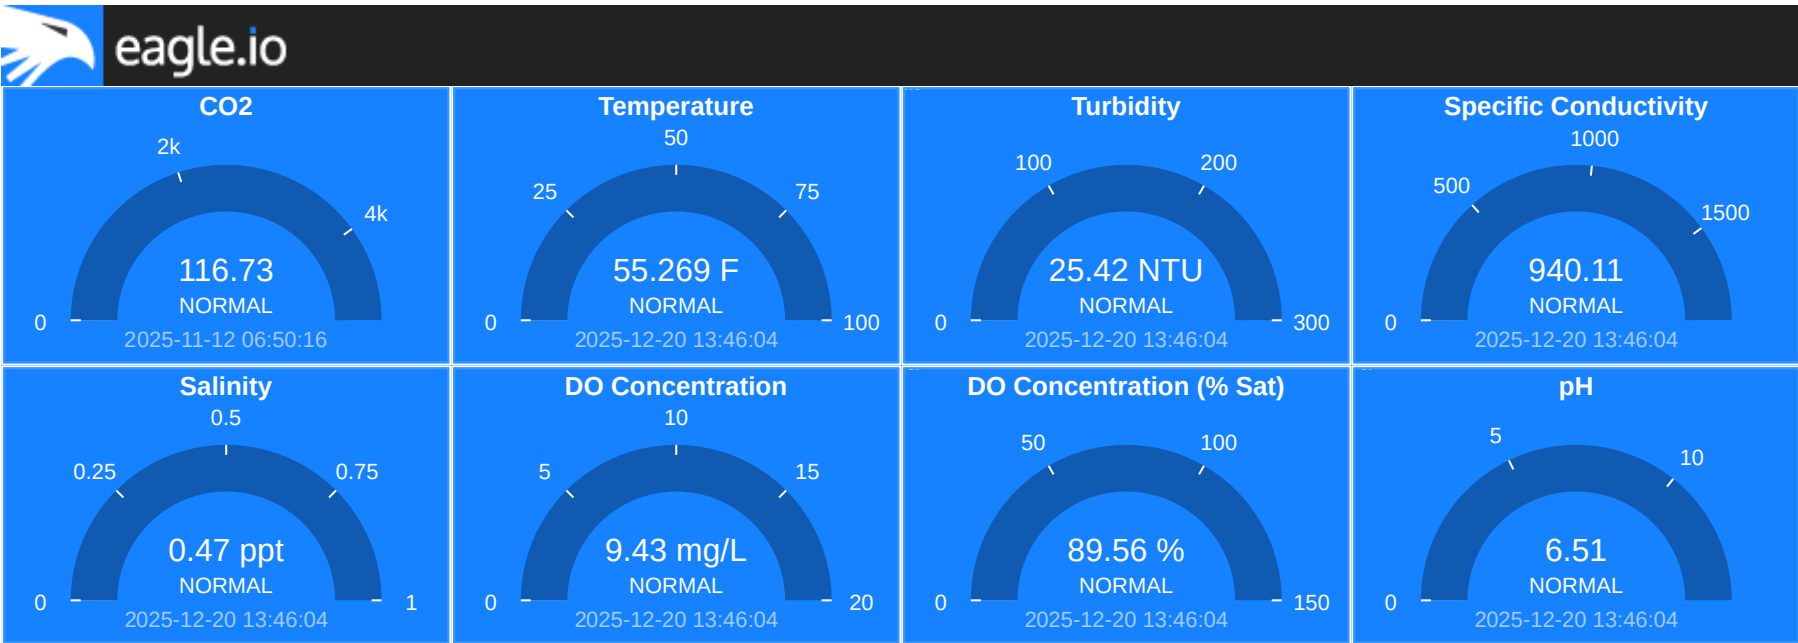 eagle.io
CO2
2k
4k
0
116.73
NORMAL
2025-11-12 06:50:16
Temperature
50
25
75
0
100
55.269 F
NORMAL
2025-12-20 13:46:04
Turbidity
100
200
0
300
25.42 NTU
NORMAL
2025-12-20 13:46:04
Specific Conductivity
1000
500
1500
0
940.11
NORMAL
2025-12-20 13:46:04
Salinity
0.5
0.25
0.75
0
1
0.47 ppt
NORMAL
2025-12-20 13:46:04
DO Concentration
10
5
15
0
20
9.43 mg/L
NORMAL
2025-12-20 13:46:04
DO Concentration (% Sat)
50
100
0
150
89.56 %
NORMAL
2025-12-20 13:46:04
pH
5
10
0
6.51
NORMAL
2025-12-20 13:46:04